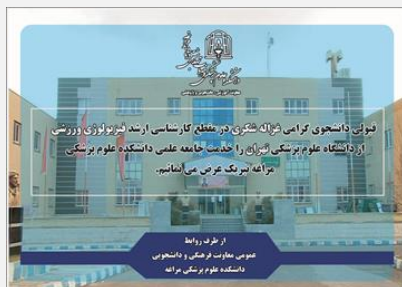 قبولی دانشجوی گرامی غزاله شکری در مقطع کارشناسی ارشد فیزیولوژی ورزشی
از دانشگاه علوم پزشکی تهران را خدمت جامعه علمی دانشکده علوم پزشکی
مراغه تبریک عرض می نمائیم.
از طرف روابط
عمومی معاونت فرهنگی و دانشجویی
دانشکده علوم پزشکی مراغه